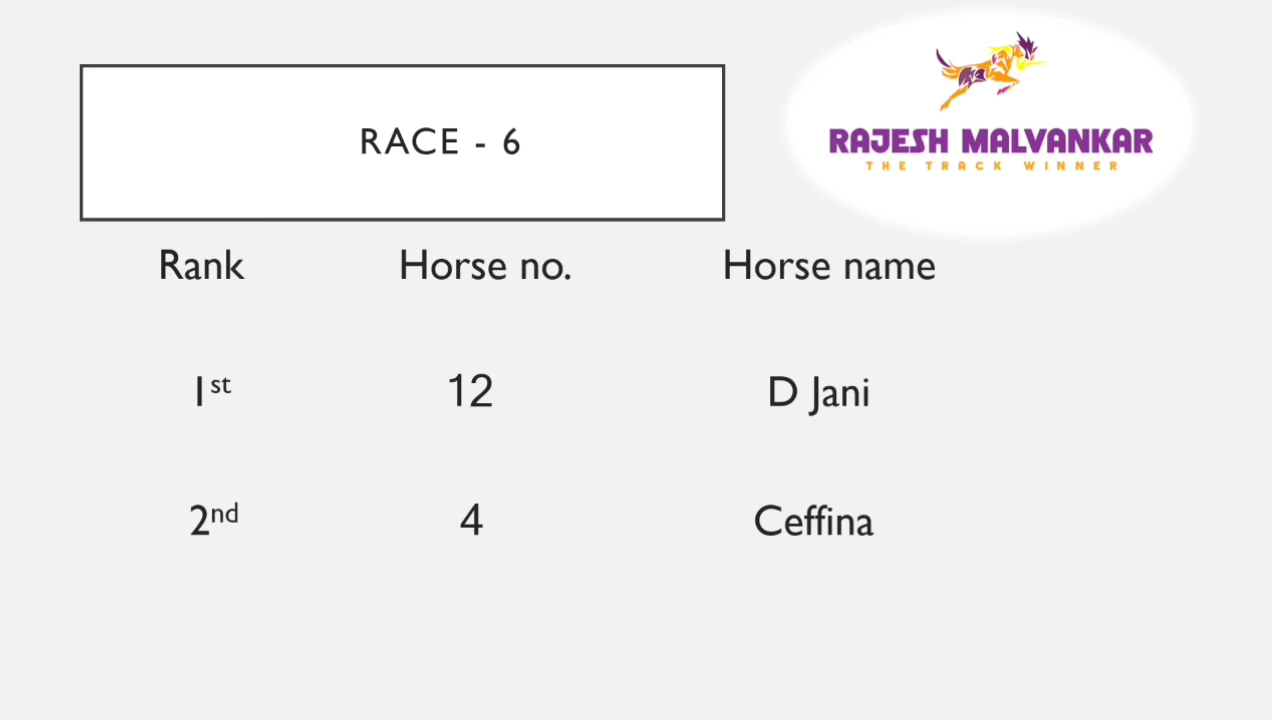 RACE - 6
RAJESH MALVANKAR
THE TRACK WINNER
Rank Horse no. Horse name
1st 12 D Jani
2nd 4 Ceffina